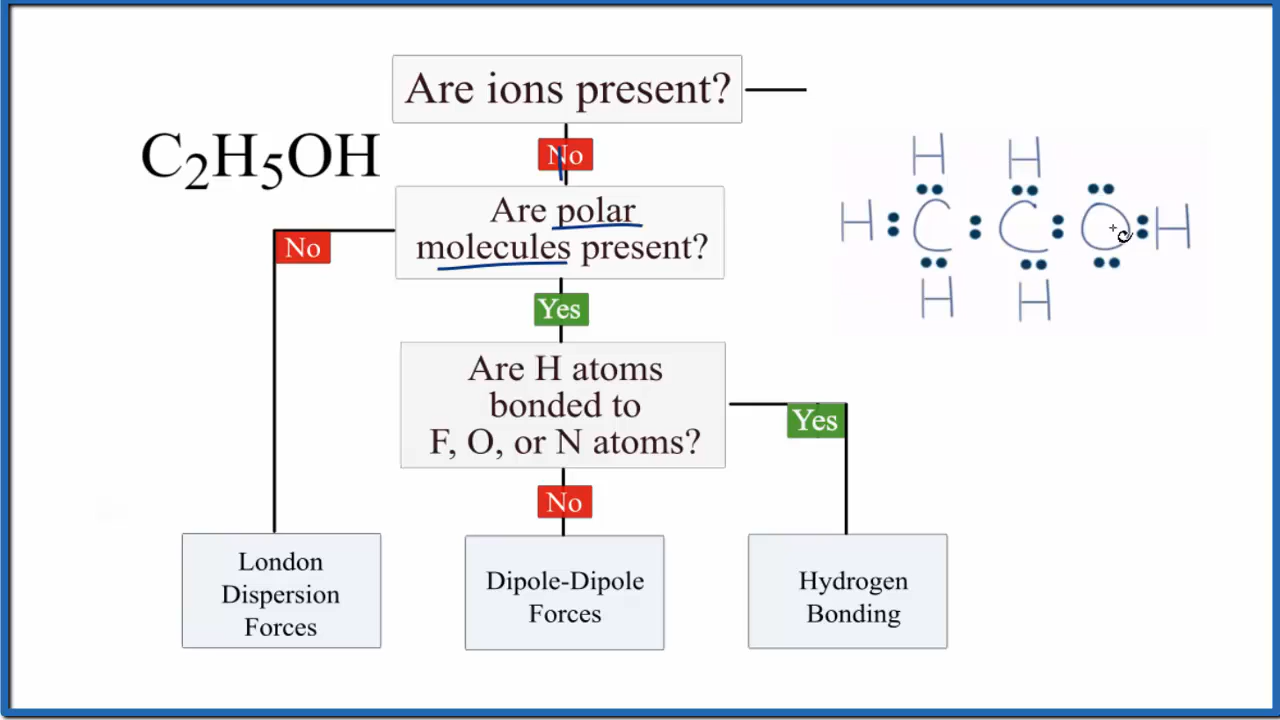 Are ions present?
C₂H₅OH
No
Are polar
molecules present?
No
Yes
Are H atoms
bonded to
F, O, or N atoms?
Yes
No
London
Dispersion
Forces
Dipole-Dipole
Forces
Hydrogen
Bonding
H H
H : C : C : O : H
H H